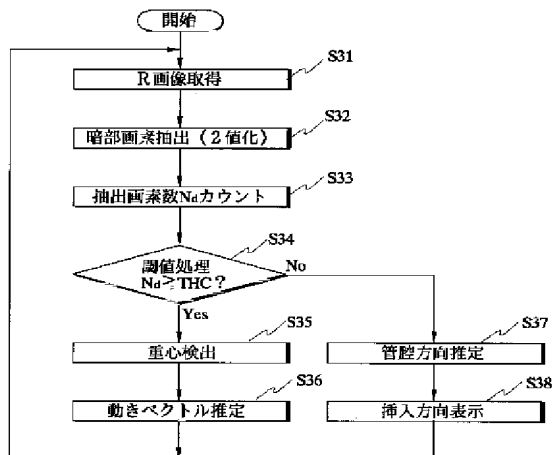 開始
S31
R画像取得
S32
暗部画素抽出（2値化）
S33
抽出画素数Ndカウント
S34
閾値処理
Nd≧THC？
No
Yes
S35
重心検出
S37
管腔方向推定
S36
動きベクトル推定
S38
挿入方向表示